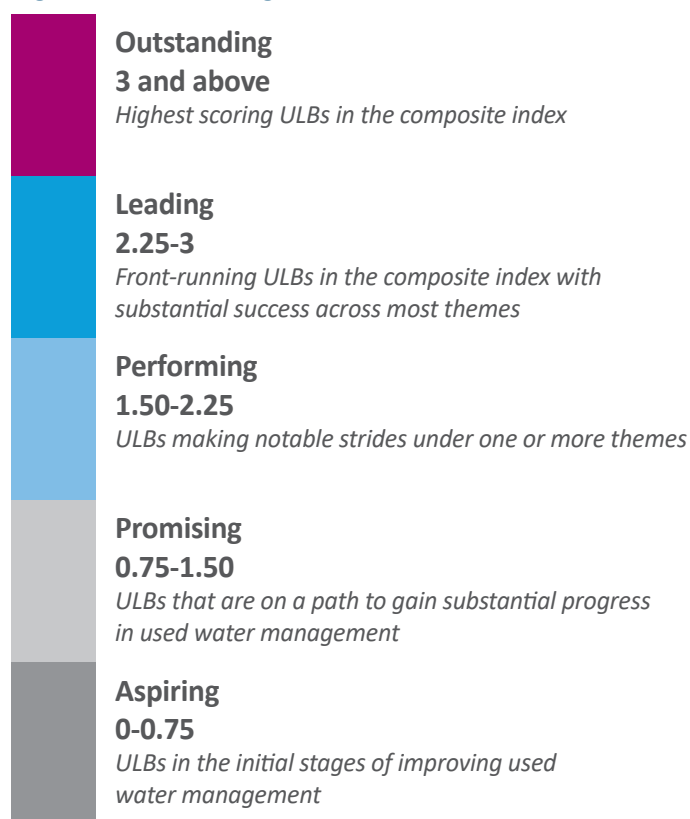 Outstanding
3 and above
Highest scoring ULBs in the composite index
Leading
2.25-3
Front-running ULBs in the composite index with
substantial success across most themes
Performing
1.50-2.25
ULBs making notable strides under one or more themes
Promising
0.75-1.50
ULBs that are on a path to gain substantial progress
in used water management
Aspiring
0-0.75
ULBs in the initial stages of improving used
water management